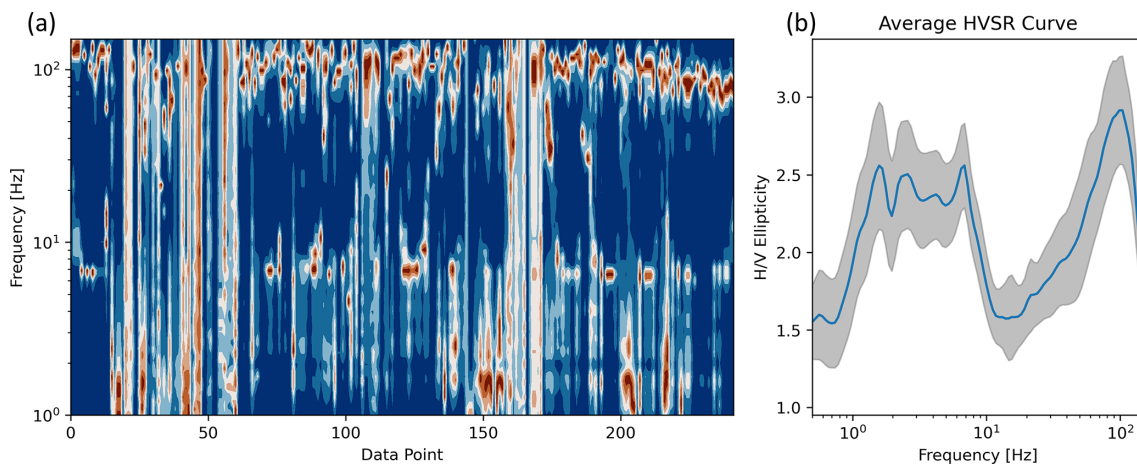 (a)
10²
10¹
10⁰
Frequency [Hz]
0
50
100
150
200
Data Point
(b)
Average HVSR Curve
3.0
2.5
2.0
1.5
1.0
H/V Ellipticity
10⁰
10¹
10²
Frequency [Hz]